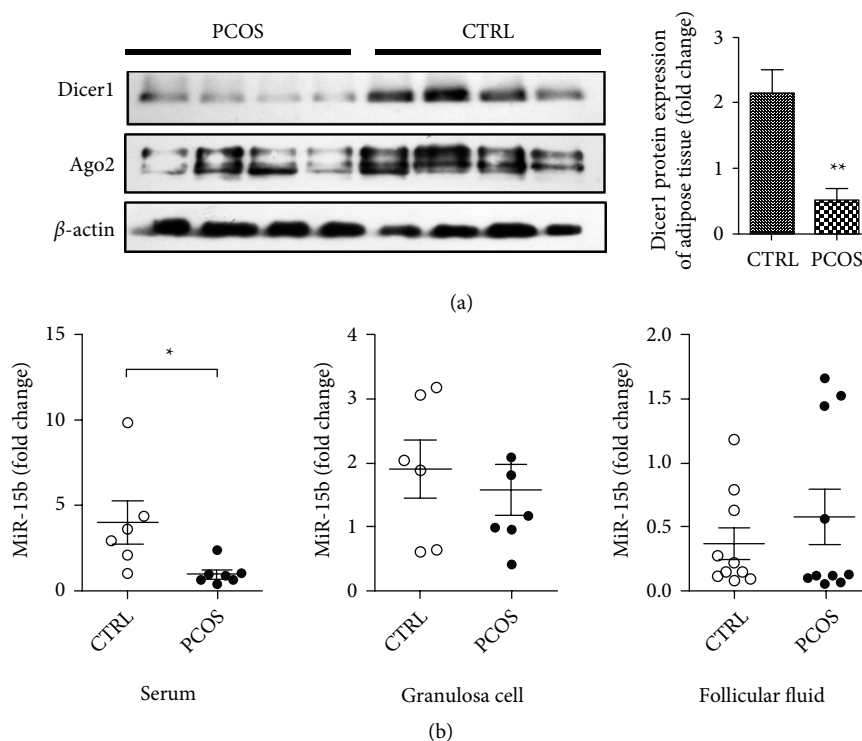 PCOS CTRL
Dicer1
Ago2
β-actin
Dicer1 protein expression
of adipose tissue (fold change)
3
2
1
0
**
CTRL PCOS
(a)
MiR-15b (fold change)
15
10
5
0
*
CTRL
PCOS
Serum
MiR-15b (fold change)
4
3
2
1
0
CTRL
PCOS
Granulosa cell
MiR-15b (fold change)
2.0
1.5
1.0
0.5
0.0
CTRL
PCOS
Follicular fluid
(b)